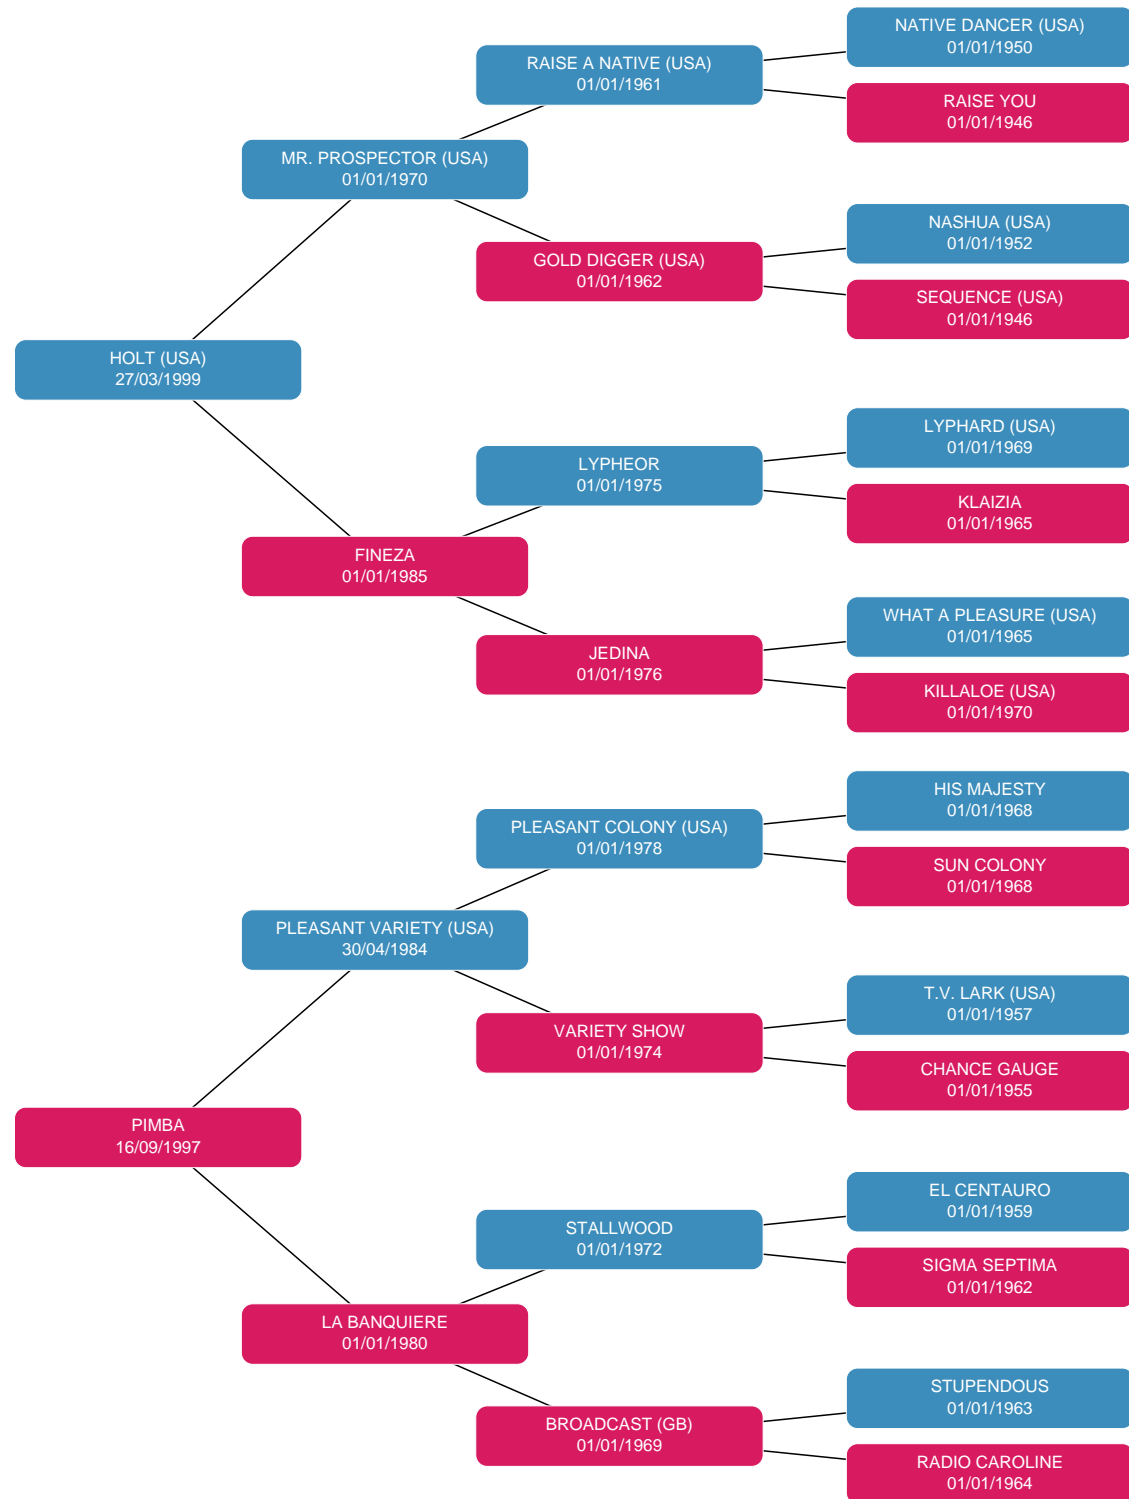 NATIVE DANCER (USA)
01/01/1950
RAISE A NATIVE (USA)
01/01/1961
RAISE YOU
01/01/1946
MR. PROSPECTOR (USA)
01/01/1970
NASHUA (USA)
01/01/1952
GOLD DIGGER (USA)
01/01/1962
SEQUENCE (USA)
01/01/1946
HOLT (USA)
27/03/1999
LYPHARD (USA)
01/01/1969
LYPHEOR
01/01/1975
KLAIZIA
01/01/1965
FINEZA
01/01/1985
WHAT A PLEASURE (USA)
01/01/1965
JEDINA
01/01/1976
KILLALOE (USA)
01/01/1970
HIS MAJESTY
01/01/1968
PLEASANT COLONY (USA)
01/01/1978
SUN COLONY
01/01/1968
PLEASANT VARIETY (USA)
30/04/1984
T.V. LARK (USA)
01/01/1957
VARIETY SHOW
01/01/1974
CHANCE GAUGE
01/01/1955
PIMBA
16/09/1997
EL CENTAURO
01/01/1959
STALLWOOD
01/01/1972
SIGMA SEPTIMA
01/01/1962
LA BANQUIERE
01/01/1980
STUPENDOUS
01/01/1963
BROADCAST (GB)
01/01/1969
RADIO CAROLINE
01/01/1964